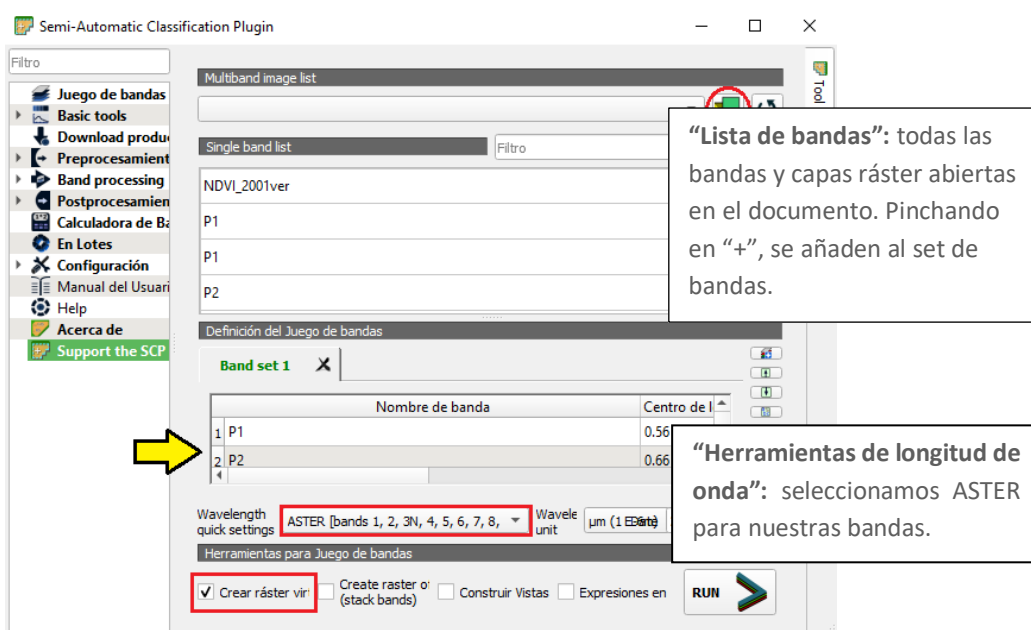 Semi-Automatic Classification Plugin
Filtro
Juego de bandas
Basic tools
Download produ
Preprocesamient
Band processing
Postprocesamien
Calculadora de Ba
En Lotes
Configuración
Manual del Usuari
Help
Acerca de
Support the SCP
Multiband image list
Single band list
Filtro
NDVI_2001ver
P1
P1
P2
Tool
“Lista de bandas”: todas las
bandas y capas ráster abiertas
en el documento. Pinchando
en “+”, se añaden al set de
bandas.
Definición del Juego de bandas
Band set 1
Nombre de banda
Centro de l
1 P1 0.56
2 P2 0.66
“Herramientas de longitud de
onda”: seleccionamos ASTER
para nuestras bandas.
Wavelength
quick settings
ASTER [bands 1, 2, 3N, 4, 5, 6, 7, 8,
Wavele
unit
µm (1
Herramientas para Juego de bandas
Crear ráster vir
Create raster o
(stack bands)
Construir Vistas
Expresiones en
RUN